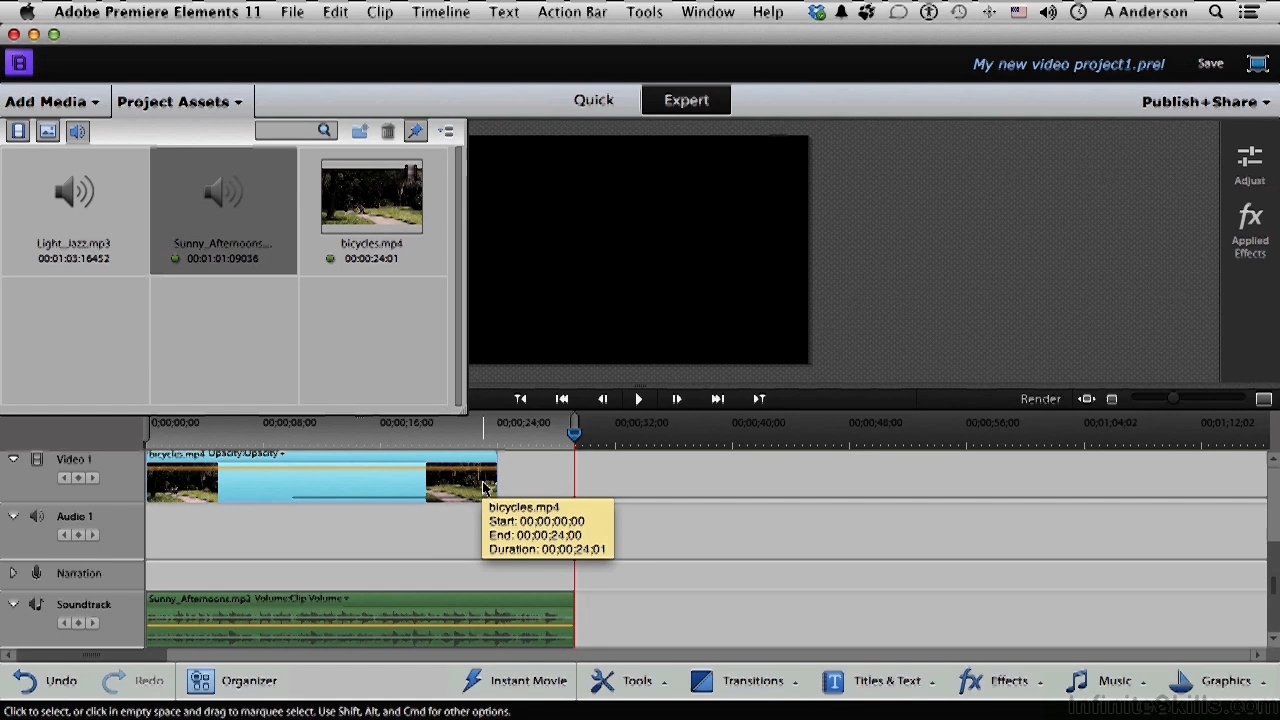 Adobe Premiere Elements 11 File Edit Clip Timeline Text Action Bar Tools Window Help A Anderson
My new video project1.prel Save
Add Media Project Assets Quick Expert Publish+Share
Adjust
Light_Jazz.mp3 Sunny_Afternoons... bicycles.mp4
00:01:03:16452 00:01:01:09036 00:00:24:01
fx
Applied
Effects
Render
00;00;00;00 00;00;08;00 00;00;16;00 00;00;24;00 00;00;32;00 00;00;40;00 00;00;48;00 00;00;56;00 00;01;04;02 00;01;12;02
Video 1 bicycles.mp4 Opacity:Opacity
bicycles.mp4
Start: 00;00;00;00
End: 00;00;24;00
Duration: 00;00;24;01
Audio 1
Narration
Soundtrack Sunny_Afternoons.mp3 Volume:Clip Volume
Undo Redo Organizer Instant Movie Tools Transitions T Titles & Text fx Effects Music Graphics
Click to select, or click in empty space and drag to marquee select. Use Shift, Alt, and Cmd for other options.
InfiniteSkills.com